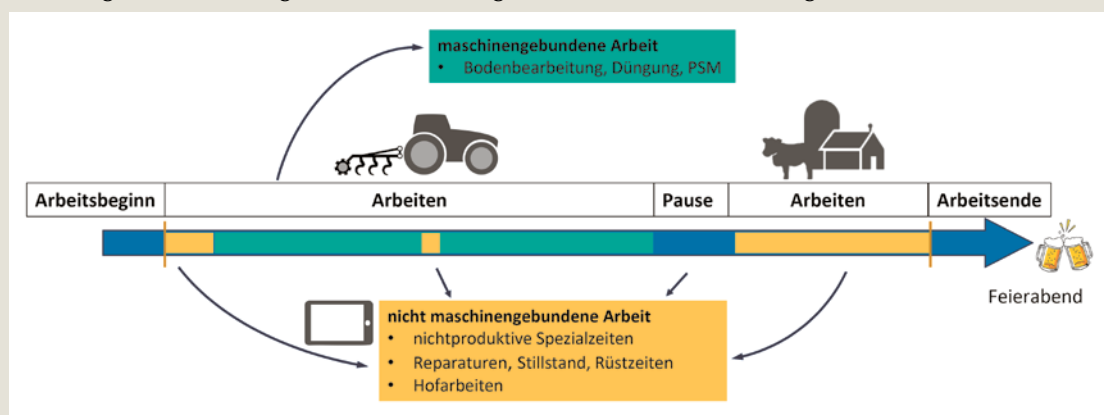 maschinengebundene Arbeit
• Bodenbearbeitung, Düngung, PSM
Arbeitsbeginn
Arbeiten
Pause
Arbeiten
Arbeitsende
Feierabend
nicht maschinengebundene Arbeit
• nichtproduktive Spezialzeiten
• Reparaturen, Stillstand, Rüstzeiten
• Hofarbeiten